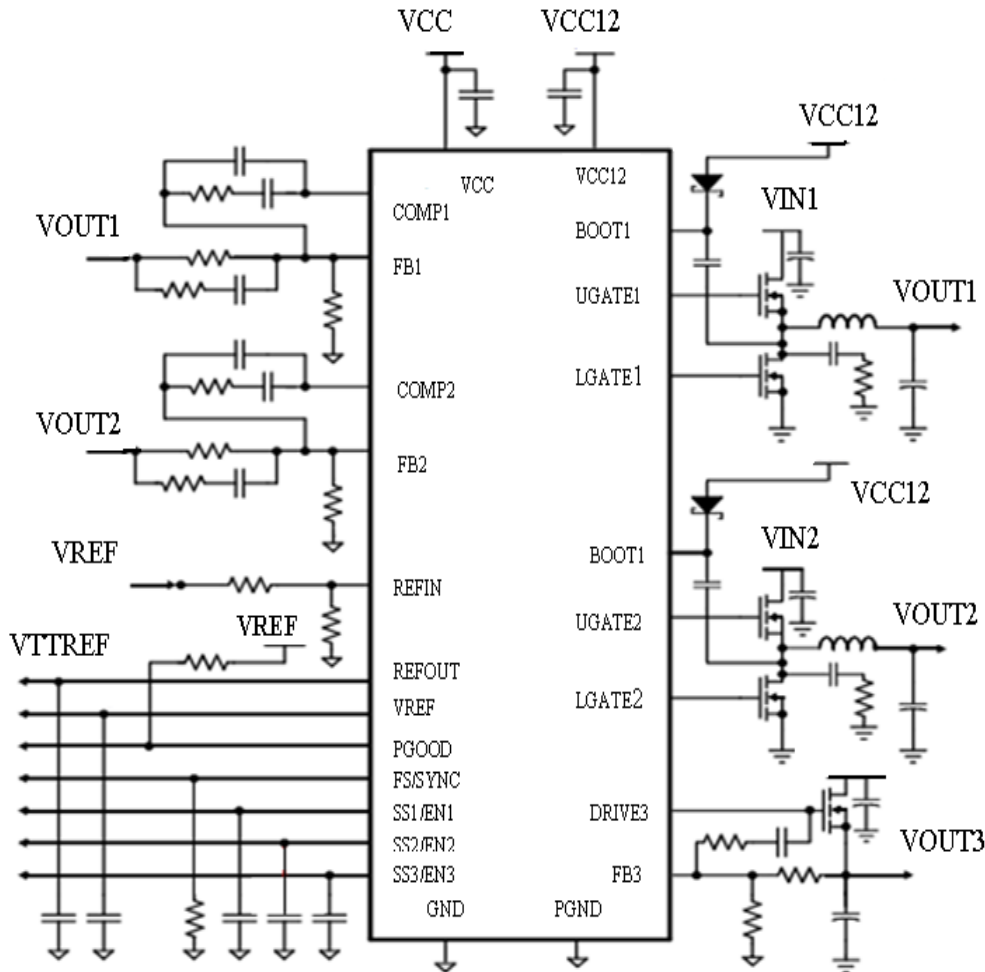 VCC
VCC12
VCC12
VCC
VCC12
VIN1
COMP1
VOUT1
BOOT1
FB1
UGATE1
VOUT1
LGATE1
COMP2
VOUT2
FB2
VCC12
VREF
BOOT1
VIN2
REFIN
VREF
UGATE2
VOUT2
VTTREF
REFOUT
VREF
LGATE2
PGOOD
FS/SYNC
SS1/EN1
DRIVE3
SS2/EN2
VOUT3
SS3/EN3
FB3
GND
PGND